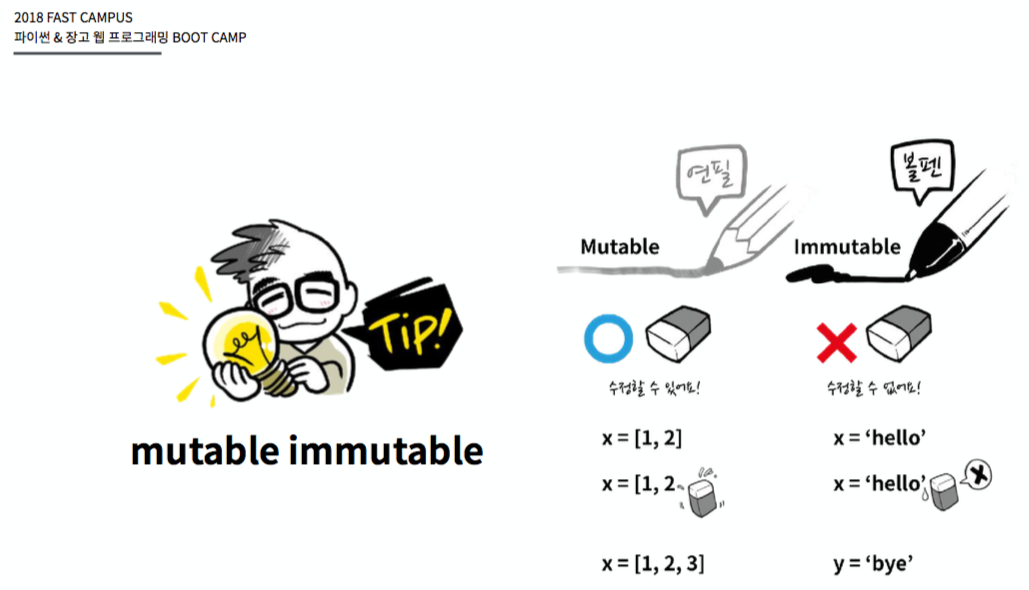 2018 FAST CAMPUS
파이썬 & 장고 웹 프로그래밍 BOOT CAMP
TiP!
mutable immutable
연필
볼펜
Mutable
Immutable
수정할 수 있어요!
수정할 수 없어요!
x = [1, 2]
x = ‘hello’
x = [1, 2
x = ‘hello’
x = [1, 2, 3]
y = ‘bye’